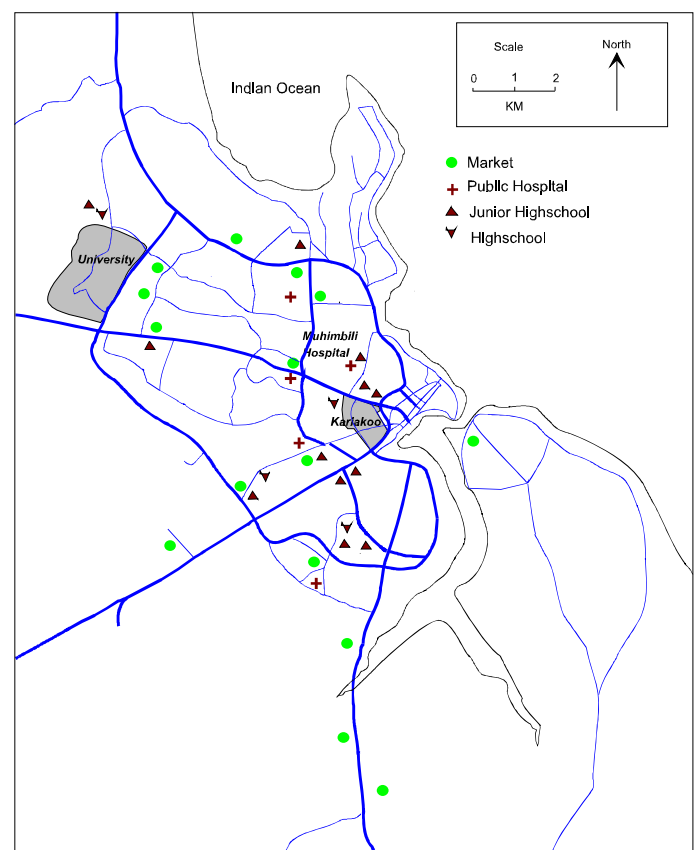 Scale
North
0 1 2
KM
Indian Ocean
Market
Public Hospital
Junior Highschool
HIghschool
University
Muhimbili
Hospital
Kariakoo